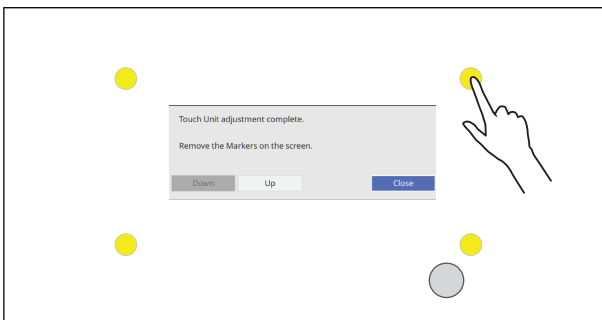 Touch Unit adjustment complete.
Remove the Markers on the screen.
Down Up Close